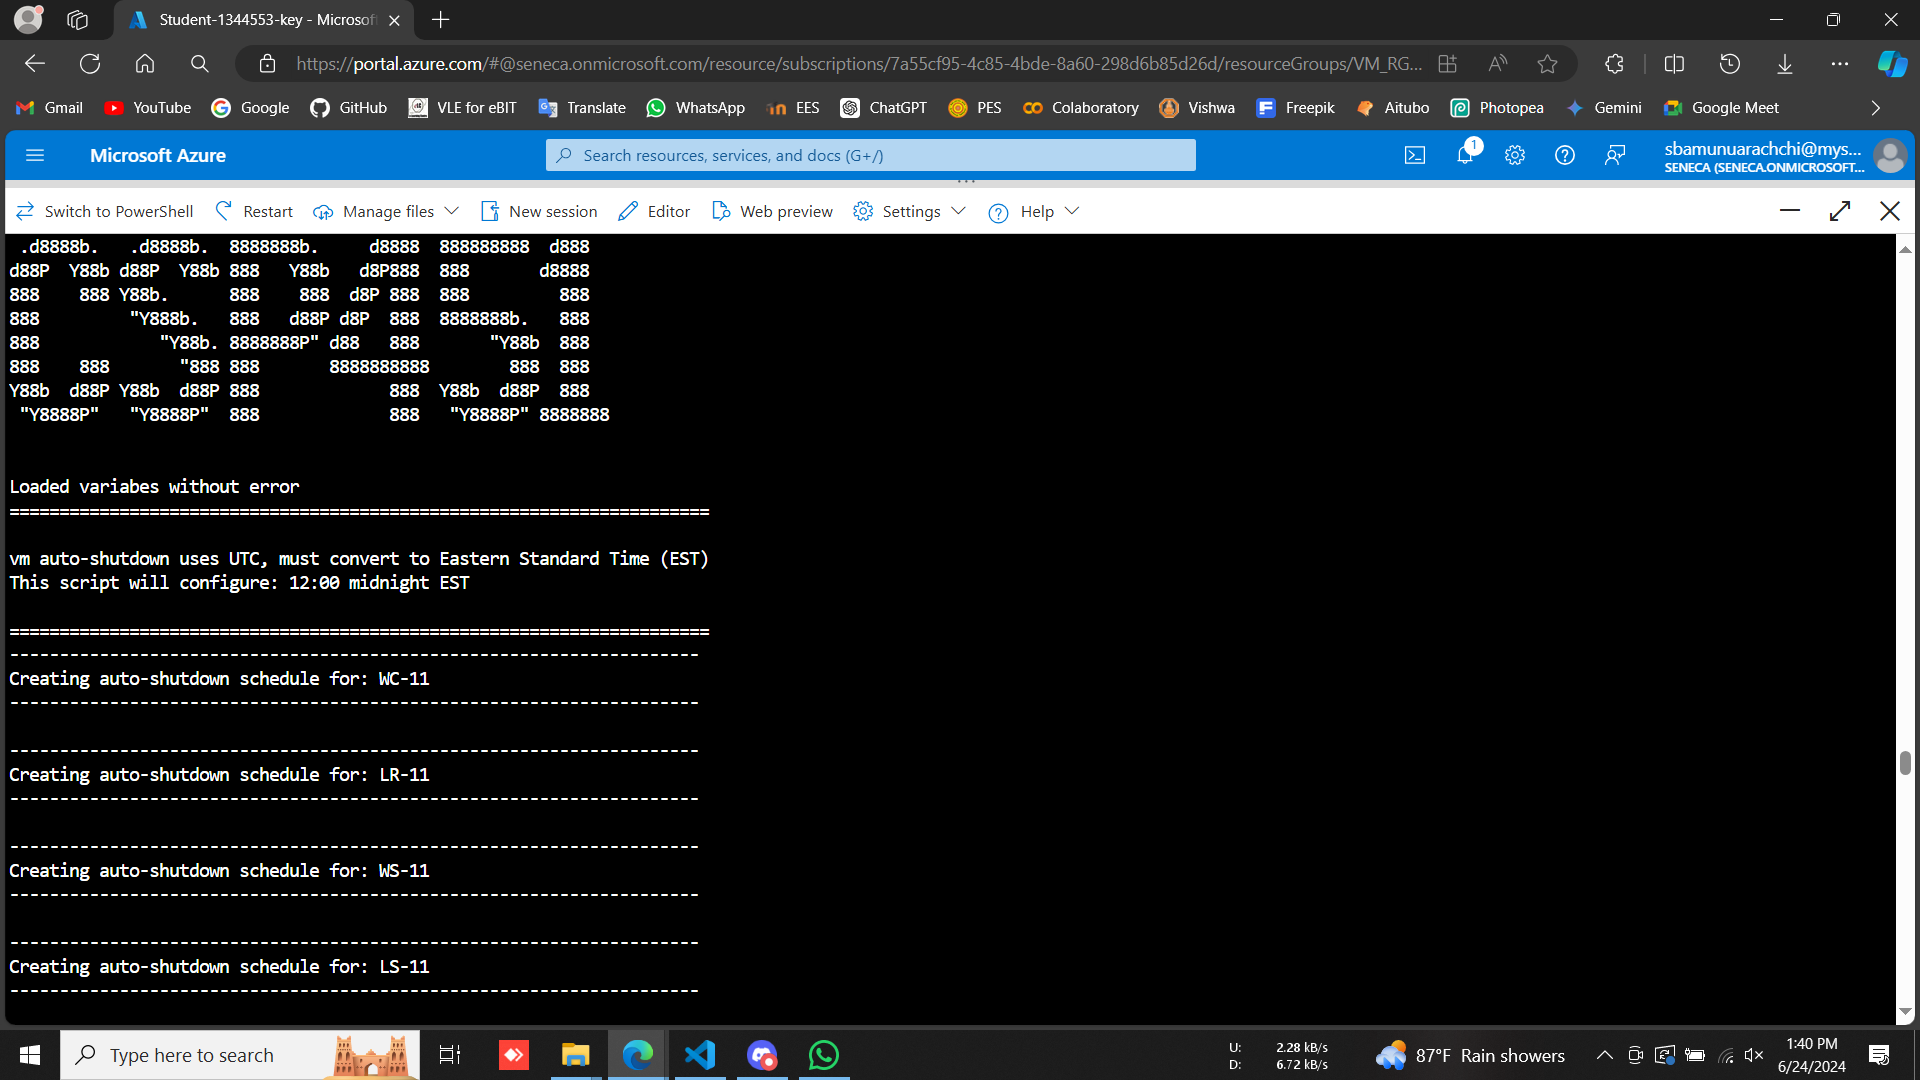 Student-1344553-key - Microsof
https://portal.azure.com/#@seneca.onmicrosoft.com/resource/subscriptions/7a55cf95-4c85-4bde-8a60-298d6b85d26d/resourceGroups/VM_RG...
Gmail YouTube Google GitHub VLE for eBIT Translate WhatsApp EES ChatGPT PES Colaboratory Vishwa Freepik Aitubo Photopea Gemini Google Meet
Microsoft Azure
Search resources, services, and docs (G+/)
1
sbamunuarachchi@mys...
SENECA (SENECA.ONMICROSOFT...
Switch to PowerShell Restart Manage files New session Editor Web preview Settings Help
 .d8888b.   .d8888b.  8888888b.     d8888  888888888  d888
d88P  Y88b d88P  Y88b 888   Y88b   d8P888  888       d8888
888    888 Y88b.      888    888  d8P 888  888         888
888         "Y888b.   888   d88P d8P  888  8888888b.   888
888            "Y88b. 8888888P" d88   888       "Y88b  888
888    888       "888 888       8888888888        888  888
Y88b  d88P Y88b  d88P 888             888  Y88b  d88P  888
 "Y8888P"   "Y8888P"  888             888   "Y8888P" 8888888
Loaded variabes without error
======================================================================
vm auto-shutdown uses UTC, must convert to Eastern Standard Time (EST)
This script will configure: 12:00 midnight EST
======================================================================
---------------------------------------------------------------------
Creating auto-shutdown schedule for: WC-11
---------------------------------------------------------------------
---------------------------------------------------------------------
Creating auto-shutdown schedule for: LR-11
---------------------------------------------------------------------
---------------------------------------------------------------------
Creating auto-shutdown schedule for: WS-11
---------------------------------------------------------------------
---------------------------------------------------------------------
Creating auto-shutdown schedule for: LS-11
---------------------------------------------------------------------
Type here to search
U: 2.28 kB/s
D: 6.72 kB/s
87°F Rain showers
1:40 PM
6/24/2024